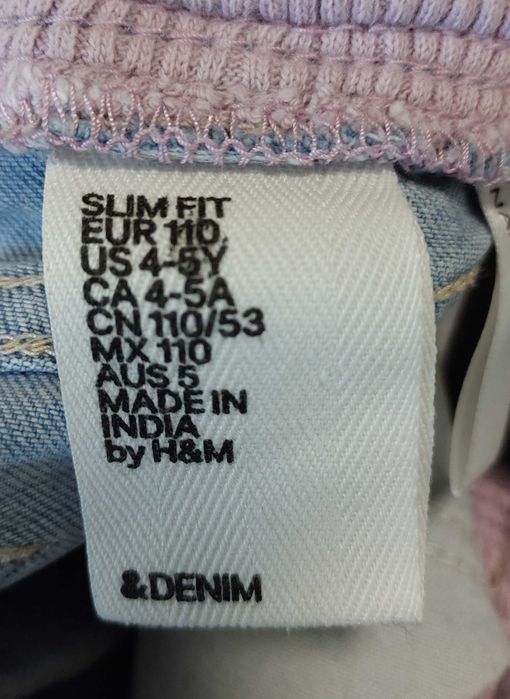 SLIM FIT
EUR 110
US 4-5Y
CA 4-5A
CN 110/53
MX 110
AUS 5
MADE IN
INDIA
by H&M
&DENIM